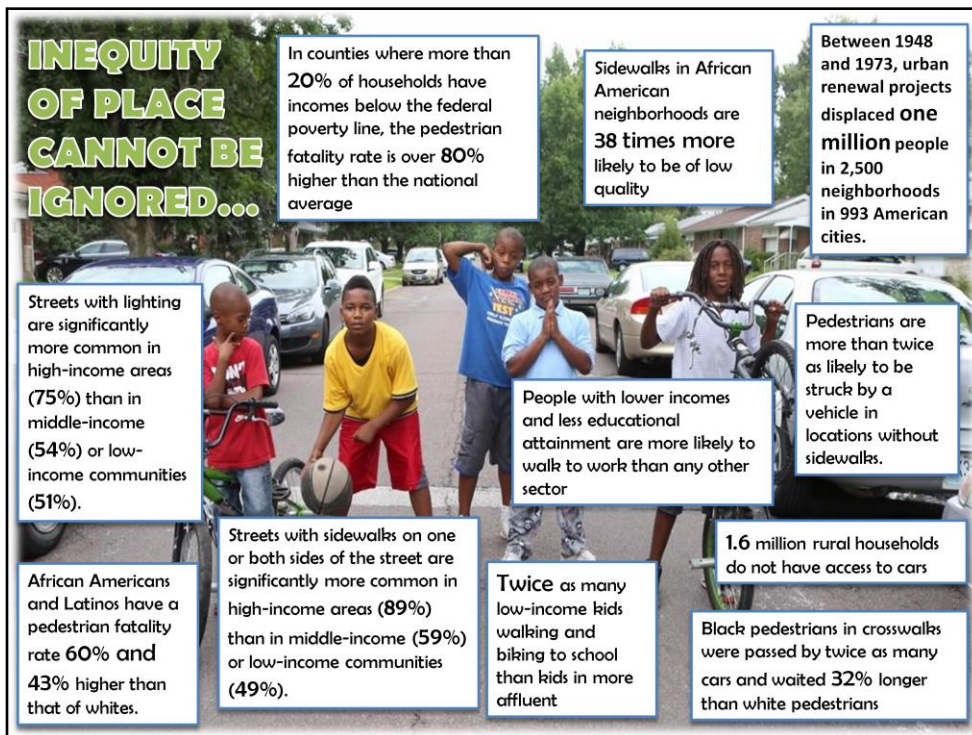 INEQUITY
OF PLACE
CANNOT BE
IGNORED...
In counties where more than
20% of households have
incomes below the federal
poverty line, the pedestrian
fatality rate is over 80%
higher than the national
average
Sidewalks in African
American
neighborhoods are
38 times more
likely to be of low
quality
Between 1948
and 1973, urban
renewal projects
displaced one
million people
in 2,500
neighborhoods
in 993 American
cities.
Streets with lighting
are significantly
more common in
high-income areas
(75%) than in
middle-income
(54%) or low-
income communities
(51%).
People with lower incomes
and less educational
attainment are more likely to
walk to work than any other
sector
Pedestrians are
more than twice
as likely to be
struck by a
vehicle in
locations without
sidewalks.
African Americans
and Latinos have a
pedestrian fatality
rate 60% and
43% higher than
that of whites.
Streets with sidewalks on one
or both sides of the street are
significantly more common in
high-income areas (89%)
than in middle-income (59%)
or low-income communities
(49%).
Twice as many
low-income kids
walking and
biking to school
than kids in more
affluent
1.6 million rural households
do not have access to cars
Black pedestrians in crosswalks
were passed by twice as many
cars and waited 32% longer
than white pedestrians